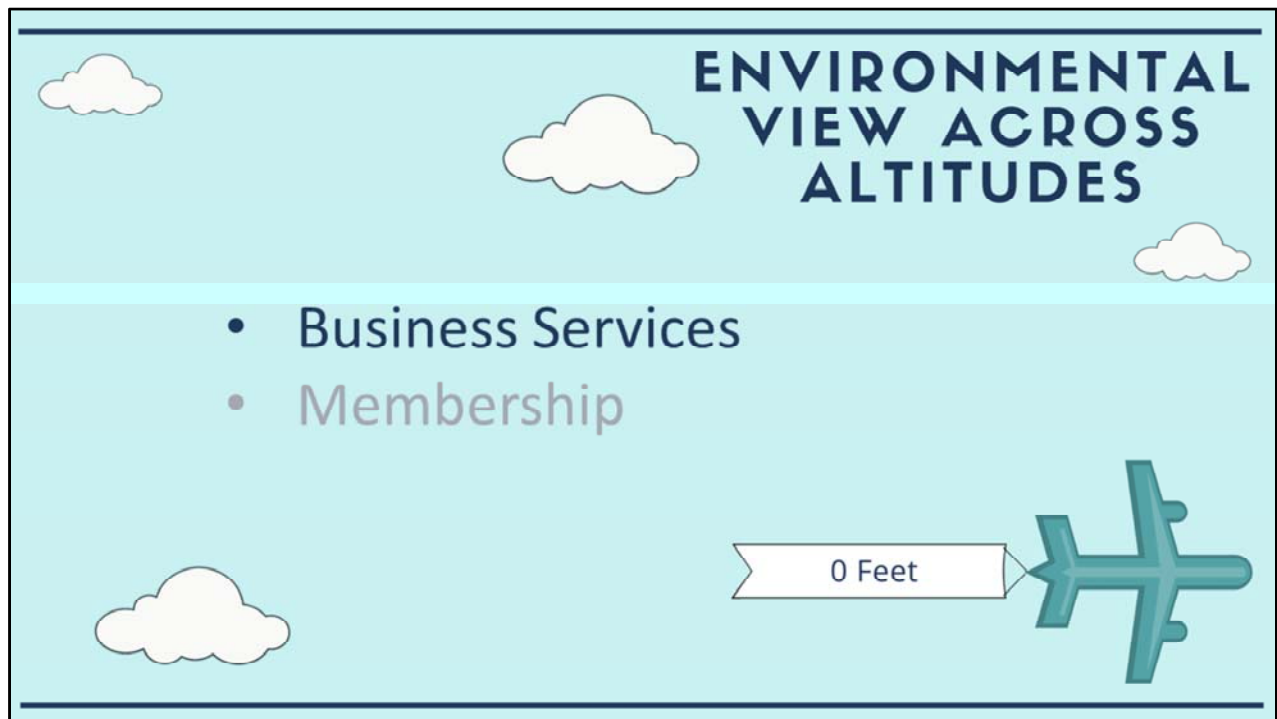 ENVIRONMENTAL
VIEW ACROSS
ALTITUDES
• Business Services
• Membership
0 Feet